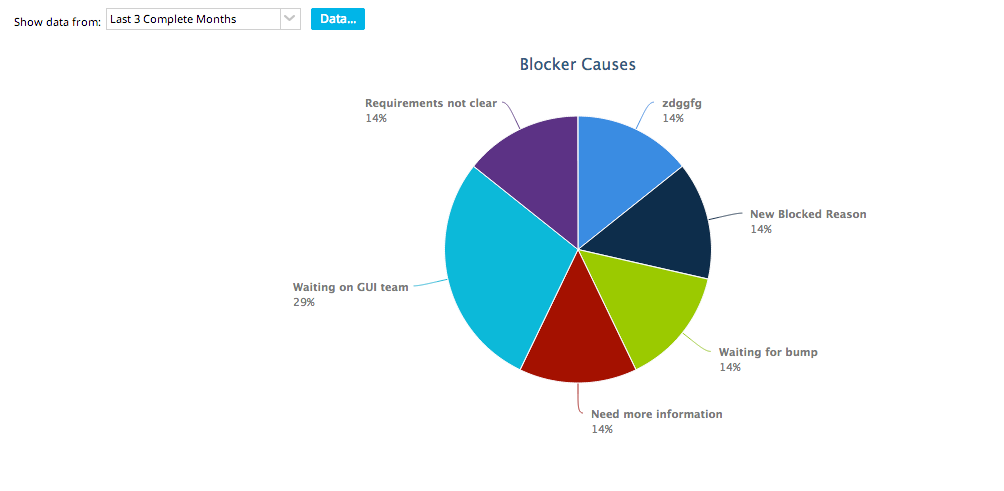 Show data from: Last 3 Complete Months Data...
Blocker Causes
Requirements not clear
14%
zdggfg
14%
New Blocked Reason
14%
Waiting on GUI team
29%
Waiting for bump
14%
Need more information
14%